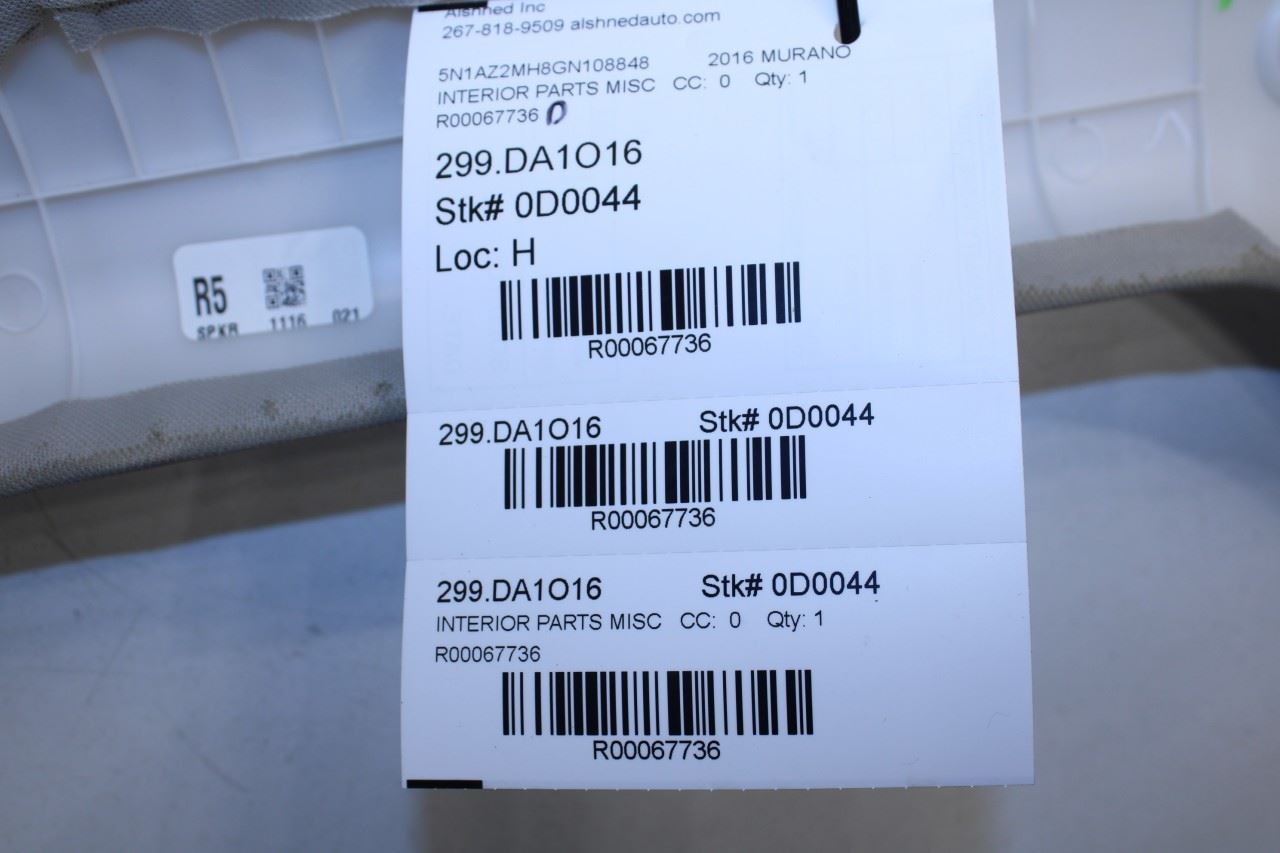 Alshned Inc
267-818-9509 alshnedauto.com
5N1AZ2MH8GN108848 2016 MURANO
INTERIOR PARTS MISC CC: 0 Qty: 1
R00067736 0
299.DA1O16
Stk# 0D0044
Loc: H
R00067736
299.DA1O16 Stk# 0D0044
R00067736
299.DA1O16 Stk# 0D0044
INTERIOR PARTS MISC CC: 0 Qty: 1
R00067736
R00067736
R5
SPKR 1116 021